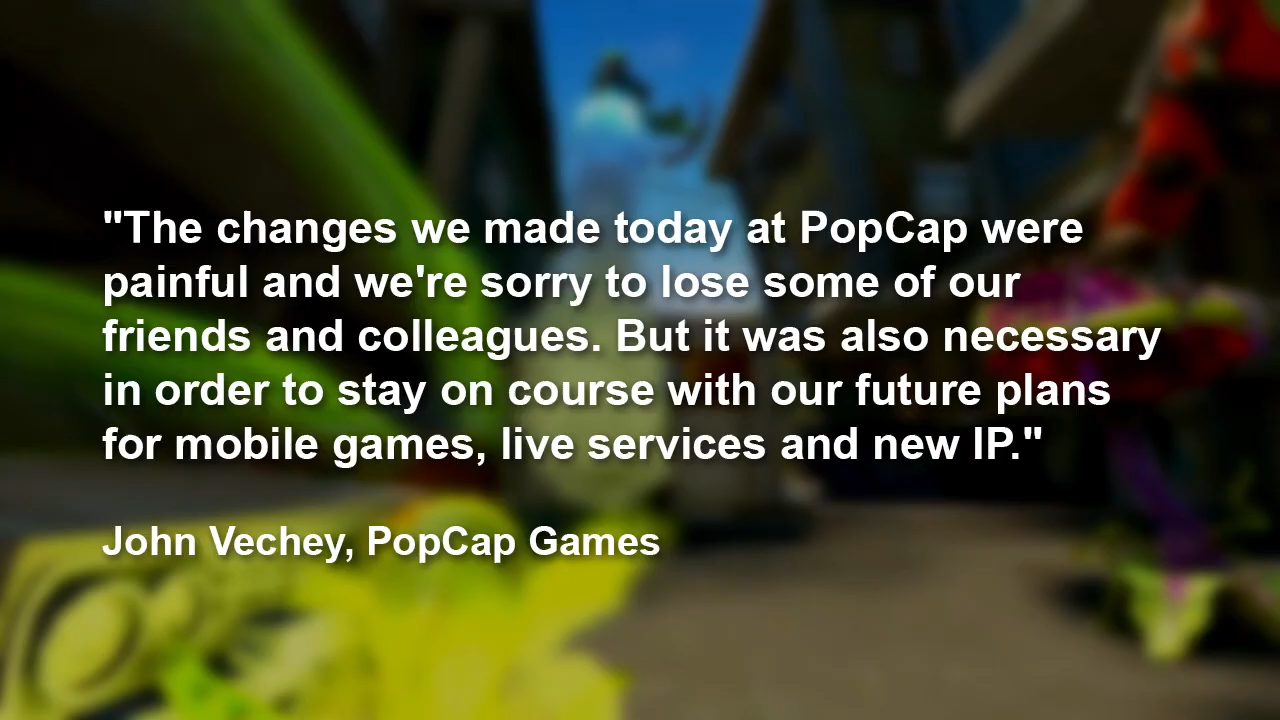 "The changes we made today at PopCap were
painful and we're sorry to lose some of our
friends and colleagues. But it was also necessary
in order to stay on course with our future plans
for mobile games, live services and new IP."
John Vechey, PopCap Games